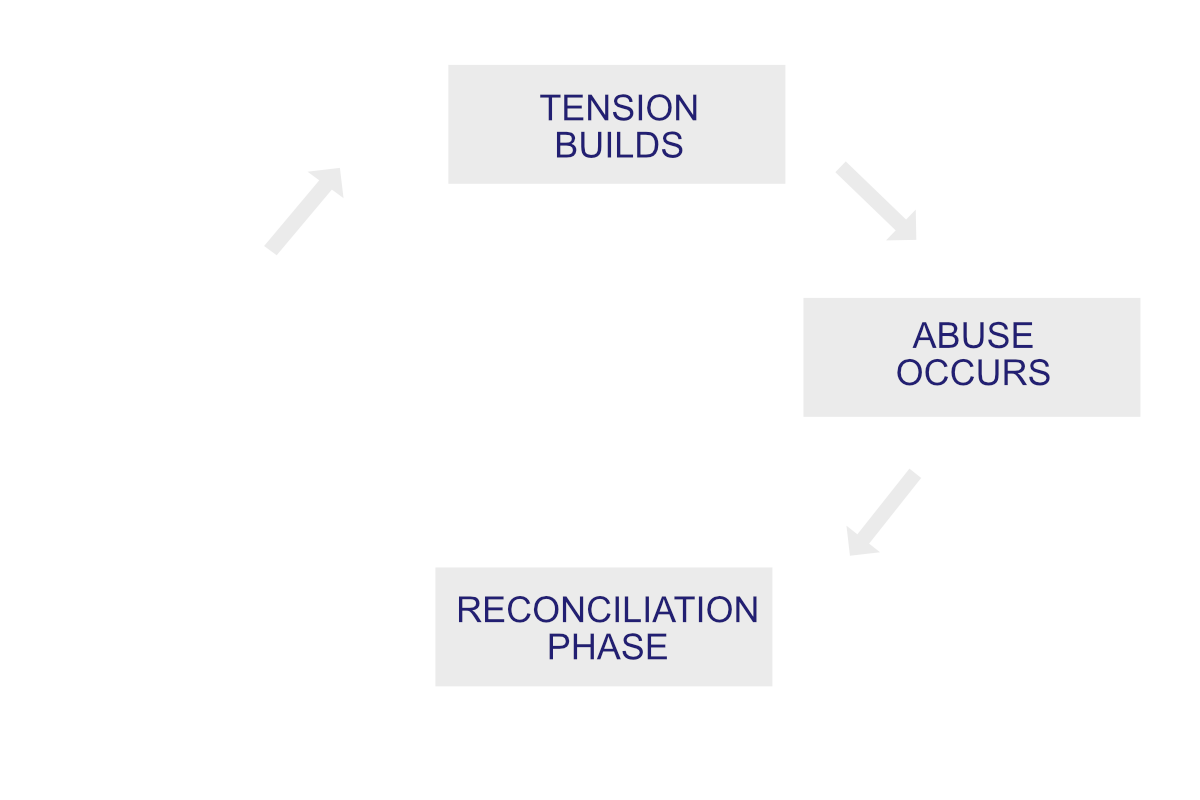 TENSION
BUILDS
ABUSE
OCCURS
RECONCILIATION
PHASE